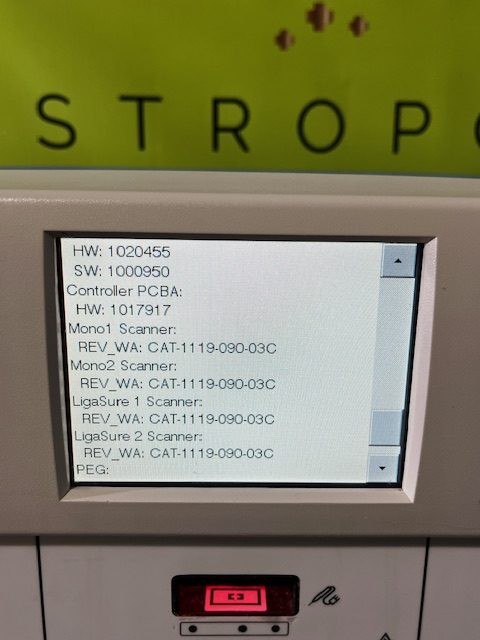 STROPO
HW: 1020455
SW: 1000950
Controller PCBA:
HW: 1017917
Mono1 Scanner:
REV_WA: CAT-1119-090-03C
Mono2 Scanner:
REV_WA: CAT-1119-090-03C
LigaSure 1 Scanner:
REV_WA: CAT-1119-090-03C
LigaSure 2 Scanner:
REV_WA: CAT-1119-090-03C
PEG: